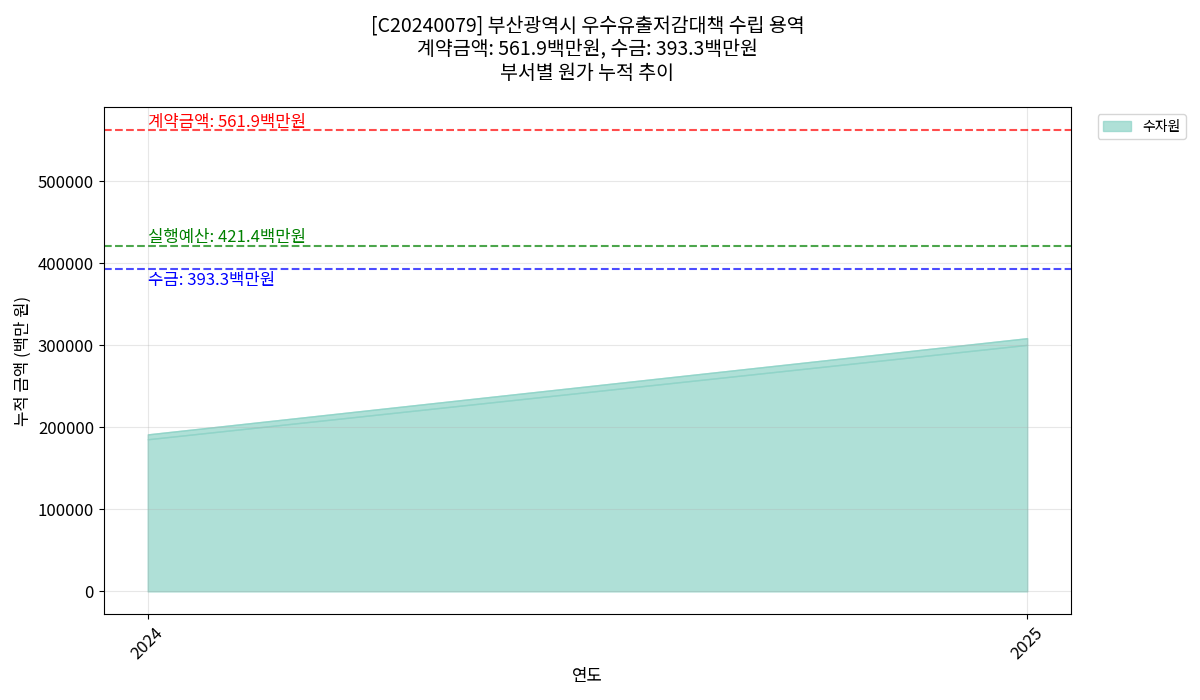 [C20240079] 부산광역시 우수유출저감대책 수립 용역
계약금액: 561.9백만원, 수금: 393.3백만원
부서별 원가 누적 추이
계약금액: 561.9백만원
수자원
500000
실행예산: 421.4백만원
400000
수금: 393.3백만원
누적 금액 (백만 원)
300000
200000
100000
0
2024
2025
연도